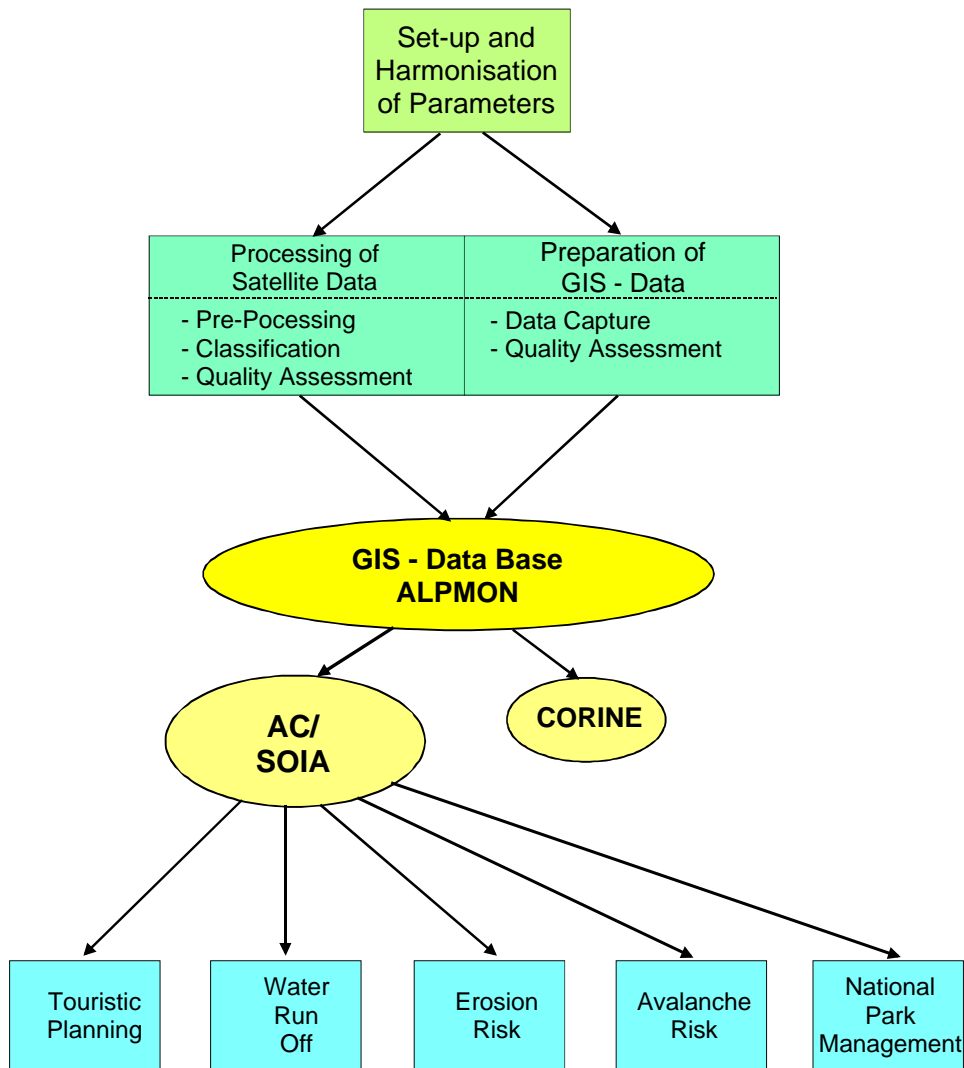 Set-up and
Harmonisation
of Parameters
Processing of
Satellite Data
- Pre-Pocessing
- Classification
- Quality Assessment
Preparation of
GIS - Data
- Data Capture
- Quality Assessment
GIS - Data Base
ALPMON
AC/
SOIA
CORINE
Touristic
Planning
Water
Run
Off
Erosion
Risk
Avalanche
Risk
National
Park
Management